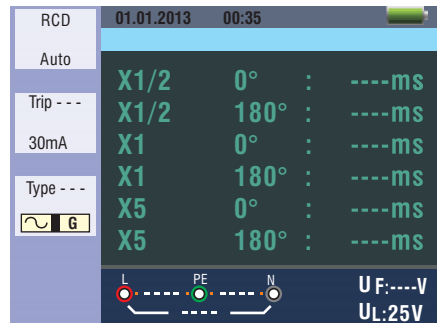 RCD
Auto
Trip - - -
30mA
Type - - -
G
01.01.2013 00:35
X1/2 0° : ----ms
X1/2 180° : ----ms
X1 0° : ----ms
X1 180° : ----ms
X5 0° : ----ms
X5 180° : ----ms
L PE N
U F:----V
UL:25V